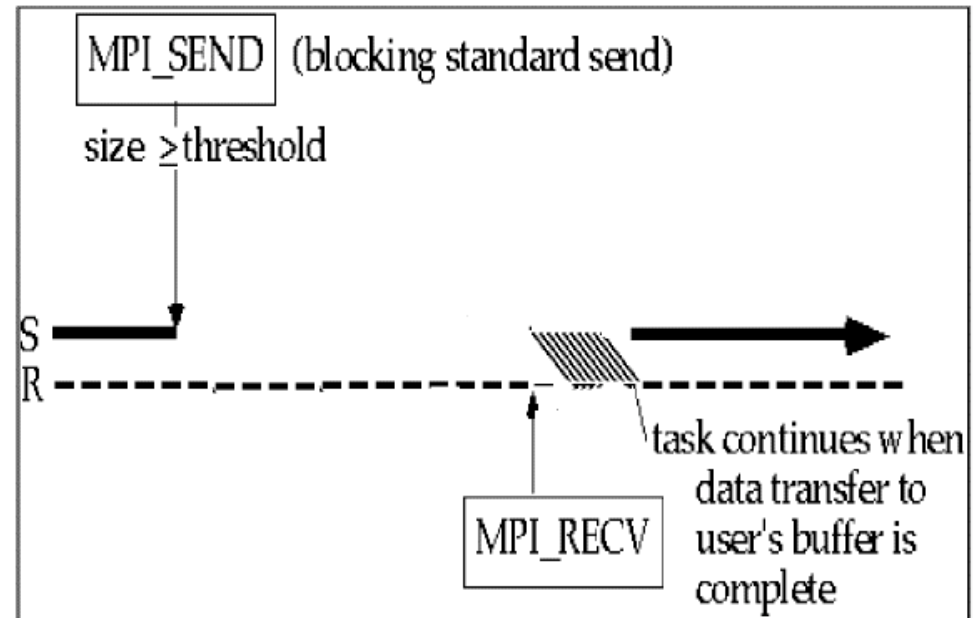 MPI_SEND (blocking standard send)
size ≥threshold
S
R
task continues when
data transfer to
user's buffer is
complete
MPI_RECV